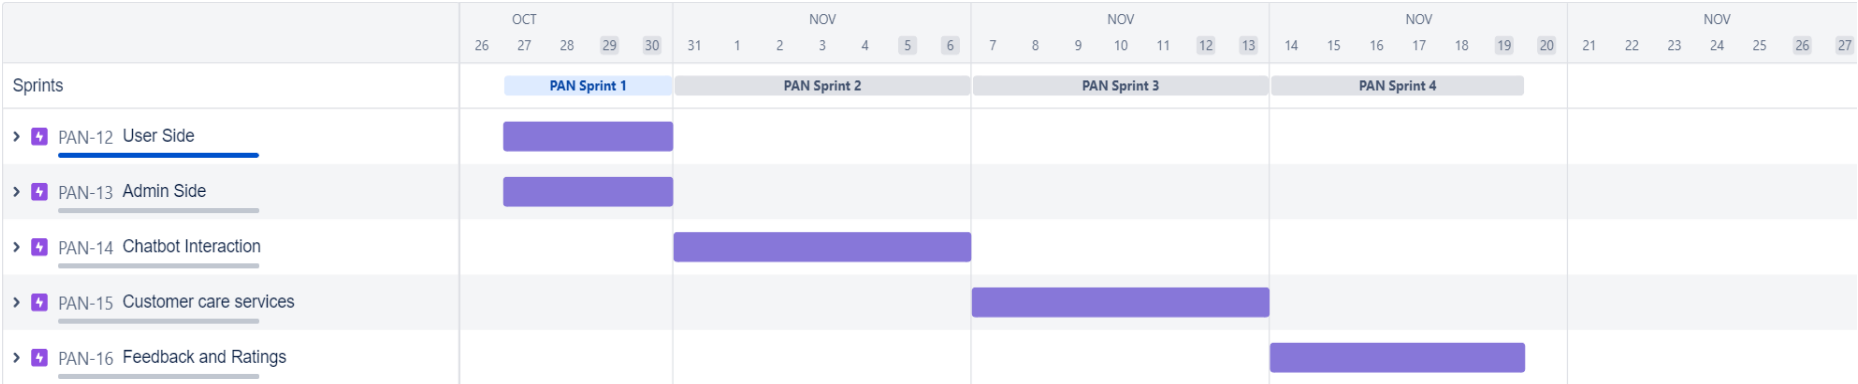 OCT NOV NOV NOV NOV
26 27 28 29 30 31 1 2 3 4 5 6 7 8 9 10 11 12 13 14 15 16 17 18 19 20 21 22 23 24 25 26 27
Sprints PAN Sprint 1 PAN Sprint 2 PAN Sprint 3 PAN Sprint 4
PAN-12 User Side
PAN-13 Admin Side
PAN-14 Chatbot Interaction
PAN-15 Customer care services
PAN-16 Feedback and Ratings